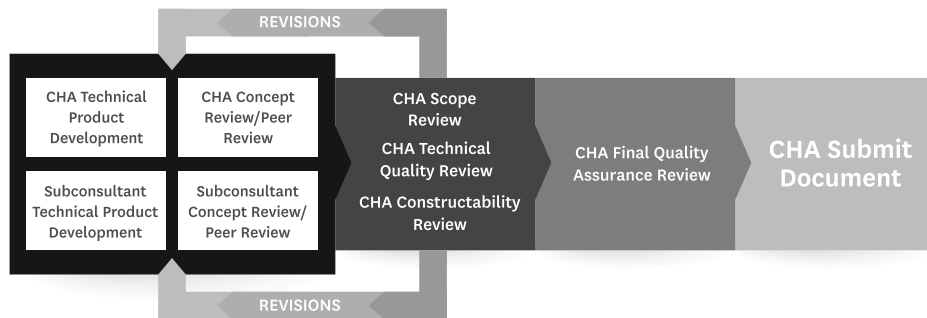 REVISIONS
CHA Technical
Product
Development
CHA Concept
Review/Peer
Review
Subconsultant
Technical Product
Development
Subconsultant
Concept Review/
Peer Review
CHA Scope
Review
CHA Technical
Quality Review
CHA Constructability
Review
CHA Final Quality
Assurance Review
CHA Submit
Document
REVISIONS